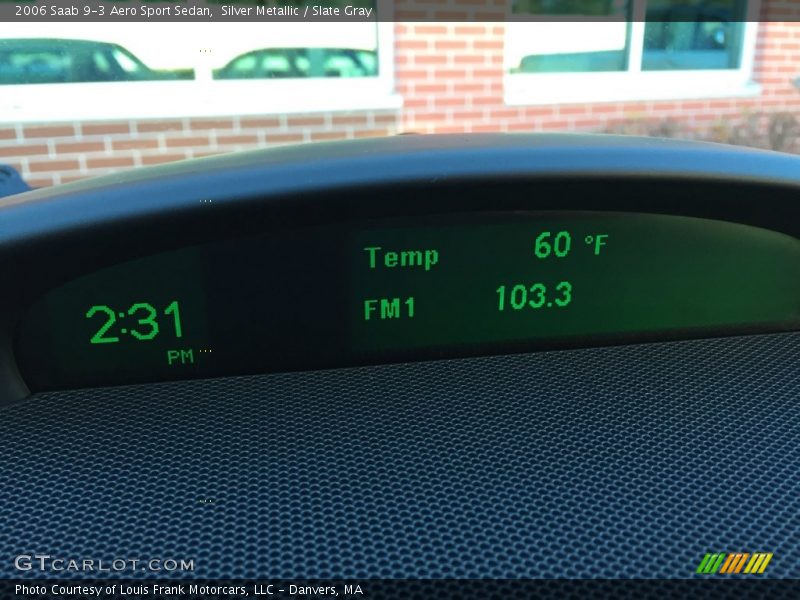 2006 Saab 9-3 Aero Sport Sedan,  Silver Metallic / Slate Gray
Temp 60 °F
2:31 PM
FM1 103.3
GTCARLOT.COM
Photo Courtesy of Louis Frank Motorcars, LLC - Danvers, MA